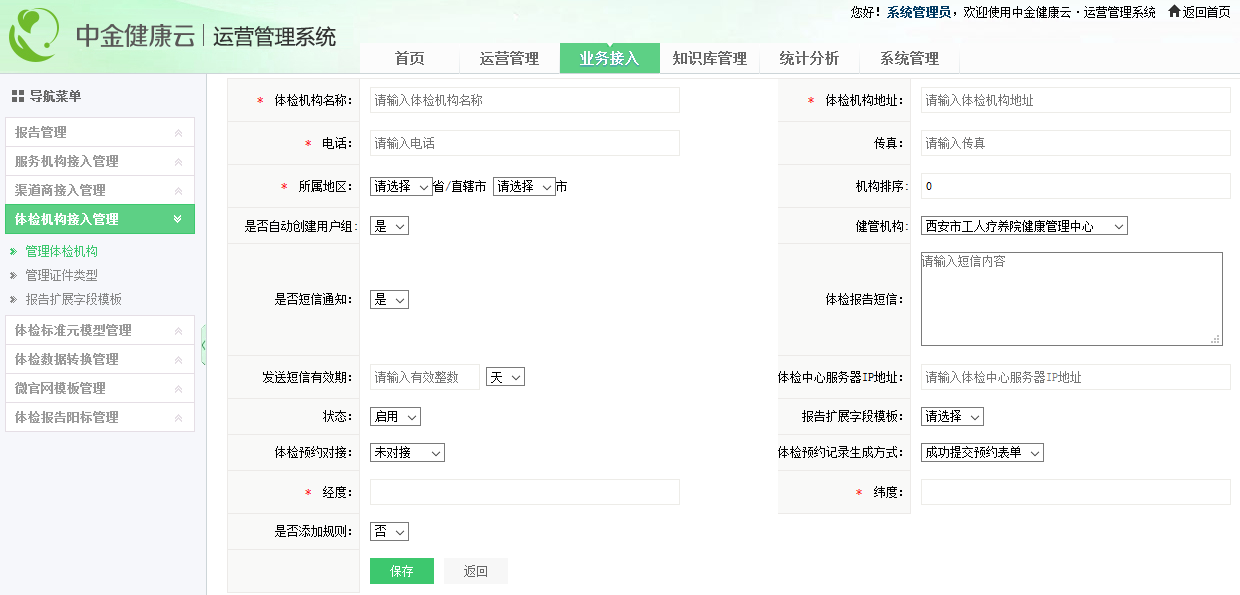 您好！系统管理员，欢迎使用中金健康云·运营管理系统 返回首页
中金健康云|运营管理系统
首页 运营管理 业务接入 知识库管理 统计分析 系统管理
导航菜单
报告管理
服务机构接入管理
渠道商接入管理
体检机构接入管理
管理体检机构
管理证件类型
报告扩展字段模板
体检标准元模型管理
体检数据转换管理
微官网模板管理
体检报告阳标管理
* 体检机构名称: 请输入体检机构名称 * 体检机构地址: 请输入体检机构地址
* 电话: 请输入电话 传真: 请输入传真
* 所属地区: 请选择 省/直辖市 请选择 市 机构排序: 0
是否自动创建用户组: 是 健管机构: 西安市工人疗养院健康管理中心
是否短信通知: 是 体检报告短信: 请输入短信内容
发送短信有效期: 请输入有效整数 天 体检中心服务器IP地址: 请输入体检中心服务器IP地址
状态: 启用 报告扩展字段模板: 请选择
体检预约对接: 未对接 体检预约记录生成方式: 成功提交预约表单
* 经度: * 纬度:
是否添加规则: 否
保存 返回